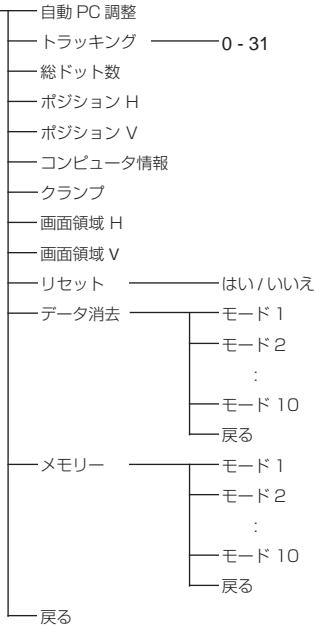 自動 PC 調整
トラッキング 0 - 31
総ドット数
ポジション H
ポジション V
コンピュータ情報
クランプ
画面領域 H
画面領域 V
リセット はい / いいえ
データ消去 モード 1
モード 2
:
モード 10
戻る
メモリー モード 1
モード 2
:
モード 10
戻る
戻る